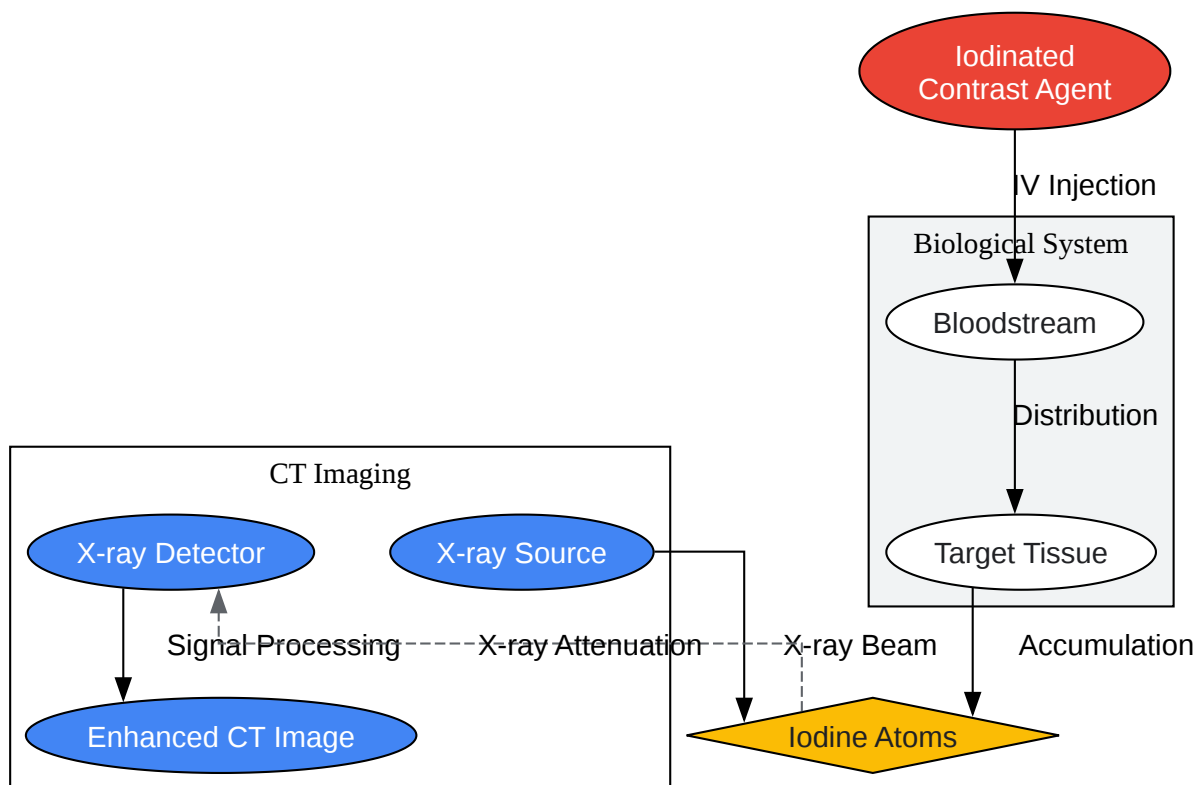 Iodinated
Contrast Agent
IV Injection
Biological System
Bloodstream
Distribution
CT Imaging
X-ray Detector
X-ray Source
Target Tissue
Signal Processing
X-ray Attenuation
X-ray Beam
Accumulation
Enhanced CT Image
Iodine Atoms